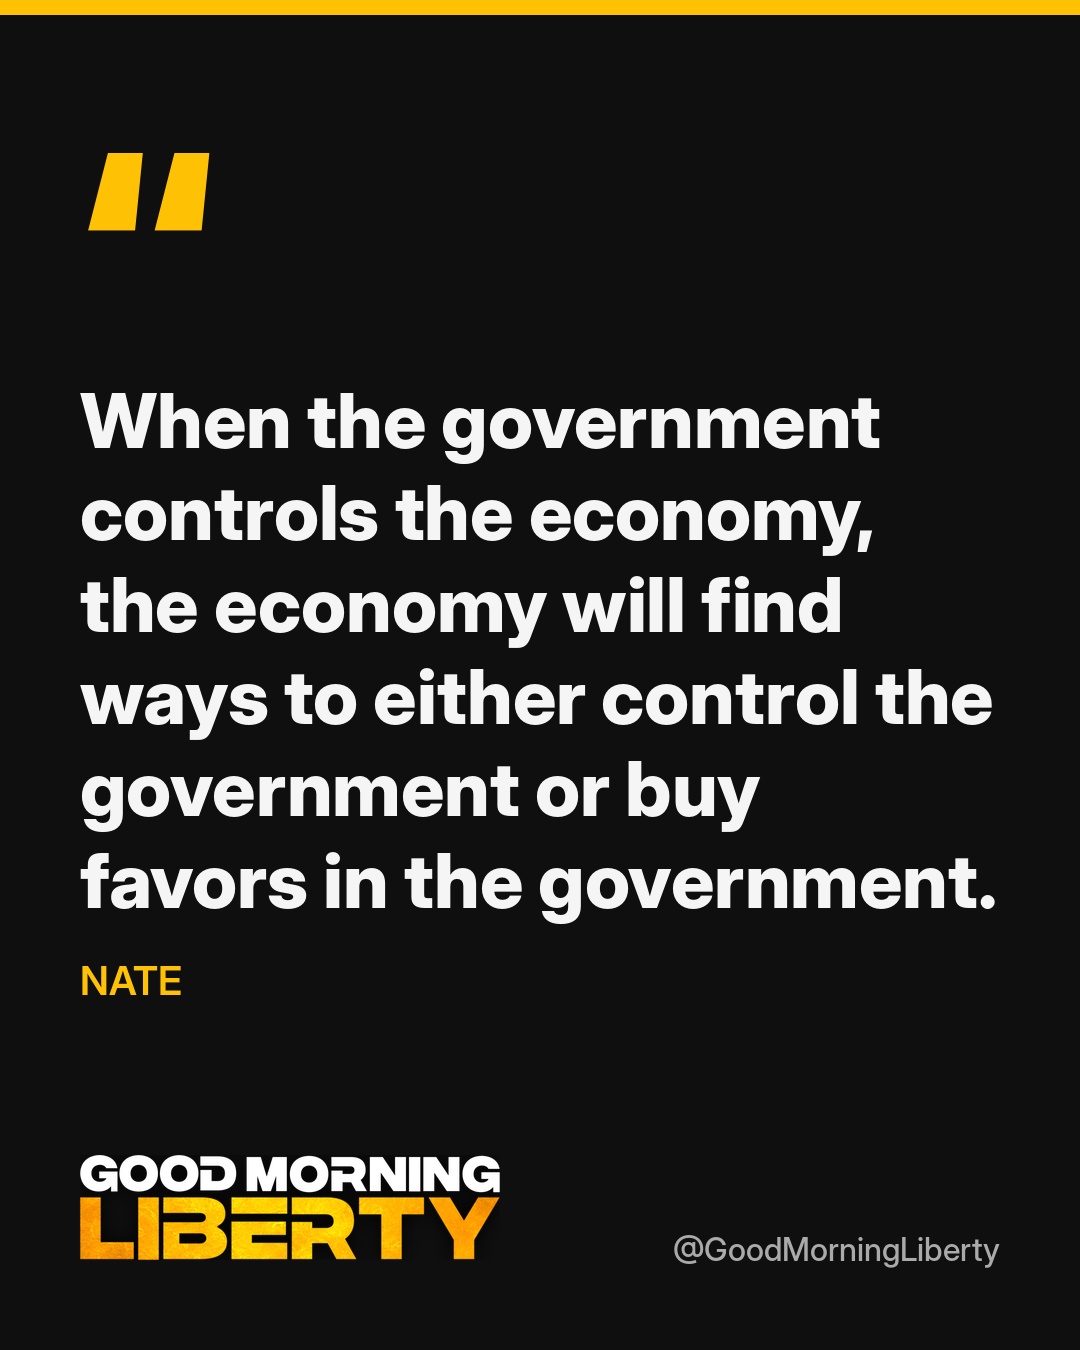 "
When the government
controls the economy,
the economy will find
ways to either control the
government or buy
favors in the government.
NATE
GOOD MORNING
LIBERTY
@GoodMorningLiberty